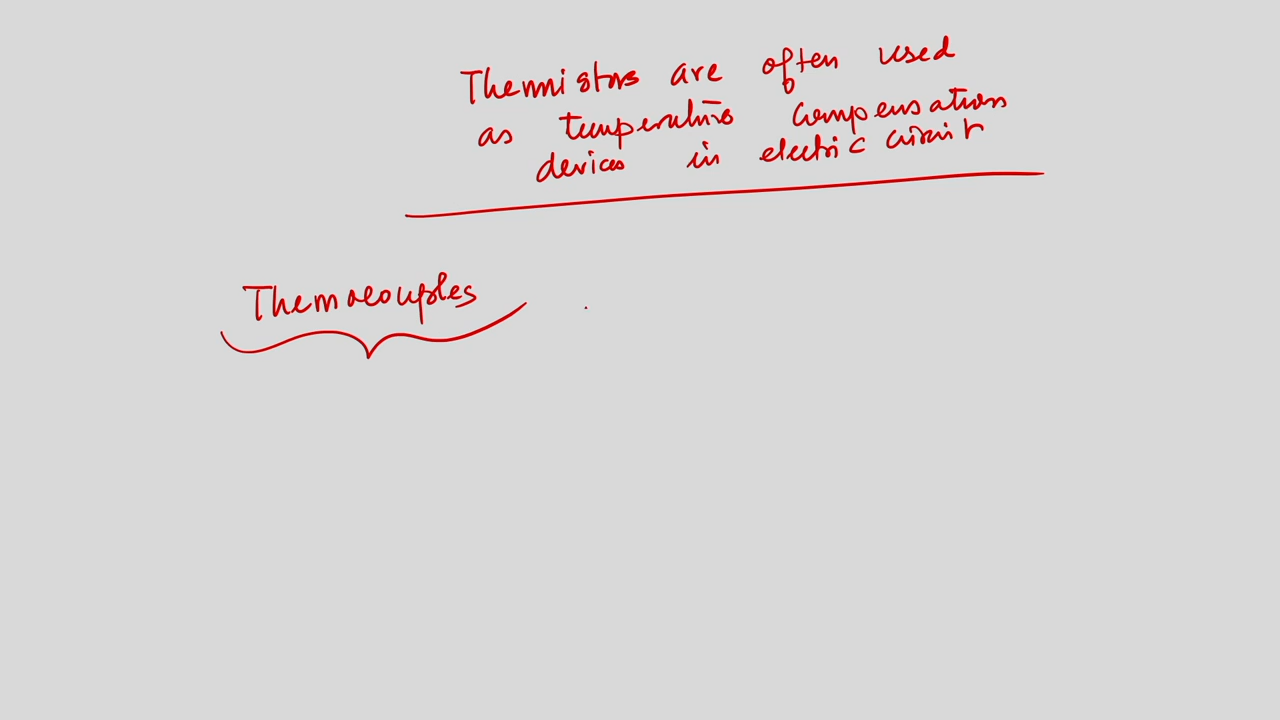 Thermistors are often used
as temperature compensation
devices in electric circuit
Thermocouples